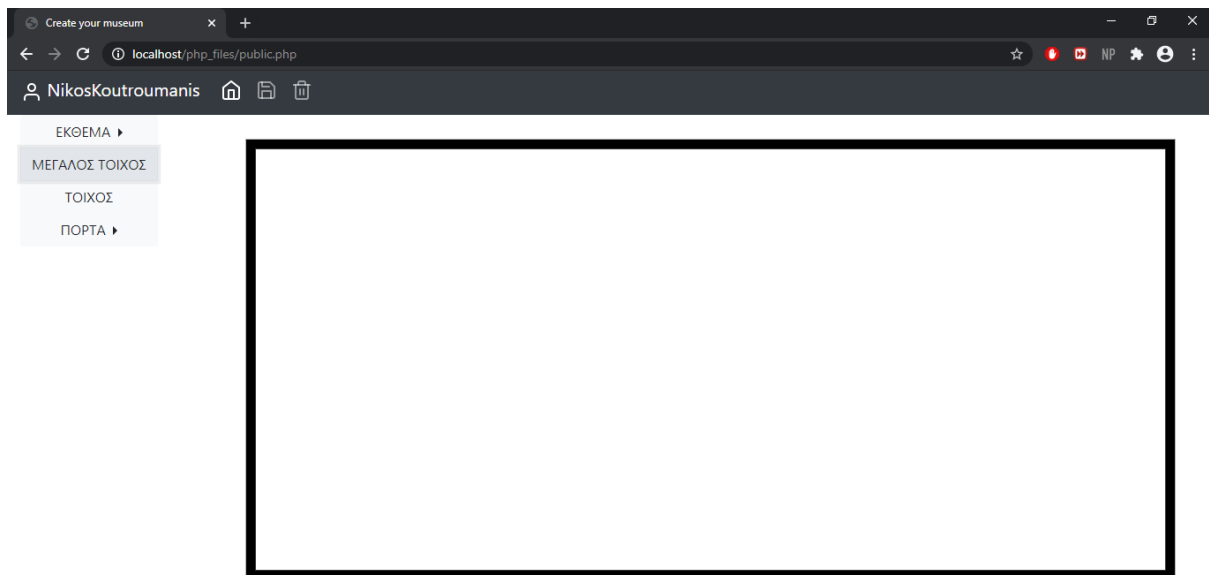 Create your museum
localhost/php_files/public.php
NP
NikosKoutroumanis
ΕΚΘΕΜΑ
ΜΕΓΑΛΟΣ ΤΟΙΧΟΣ
ΤΟΙΧΟΣ
ΠΟΡΤΑ